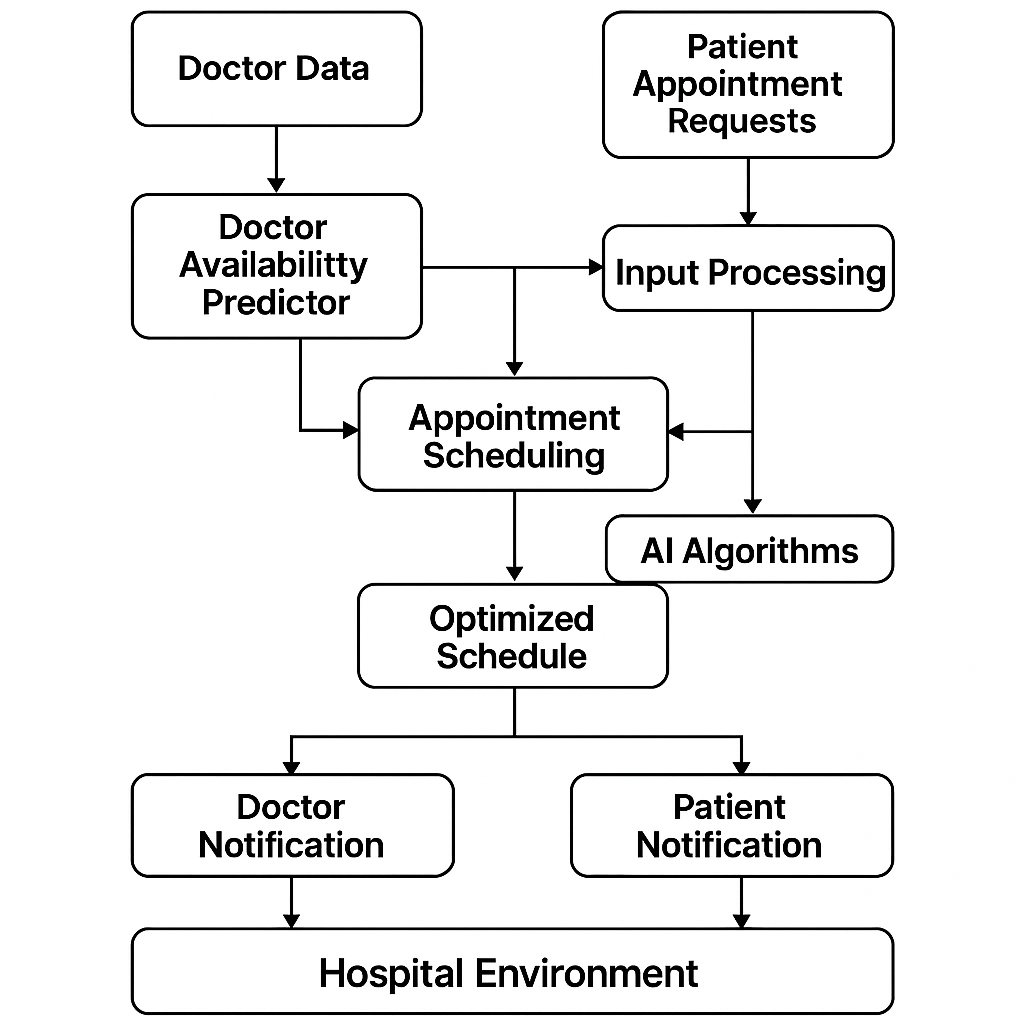 Doctor Data
Patient
Appointment
Requests
Doctor
Availabilitty
Predictor
Input Processing
Appointment
Scheduling
AI Algorithms
Optimized
Schedule
Doctor
Notification
Patient
Notification
Hospital Environment